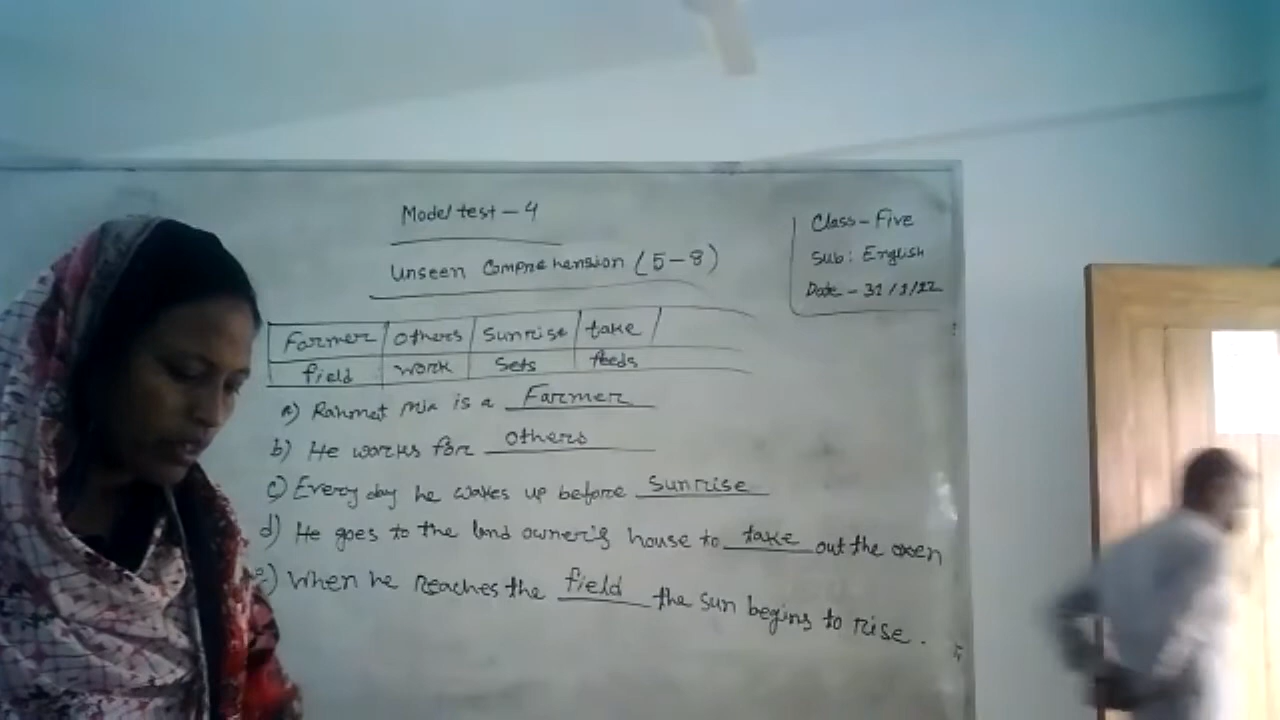 Model test - 4
Unseen Comprehension (5-8)
Class - Five
Sub: English
Date - 31/1/22
Farmer others Sunrise take
field work sets feeds
a) Rahmat Mia is a Farmer
b) He works for others
c) Every day he wakes up before sunrise
d) He goes to the land owner's house to take out the oxen
e) When he reaches the field the sun begins to rise.